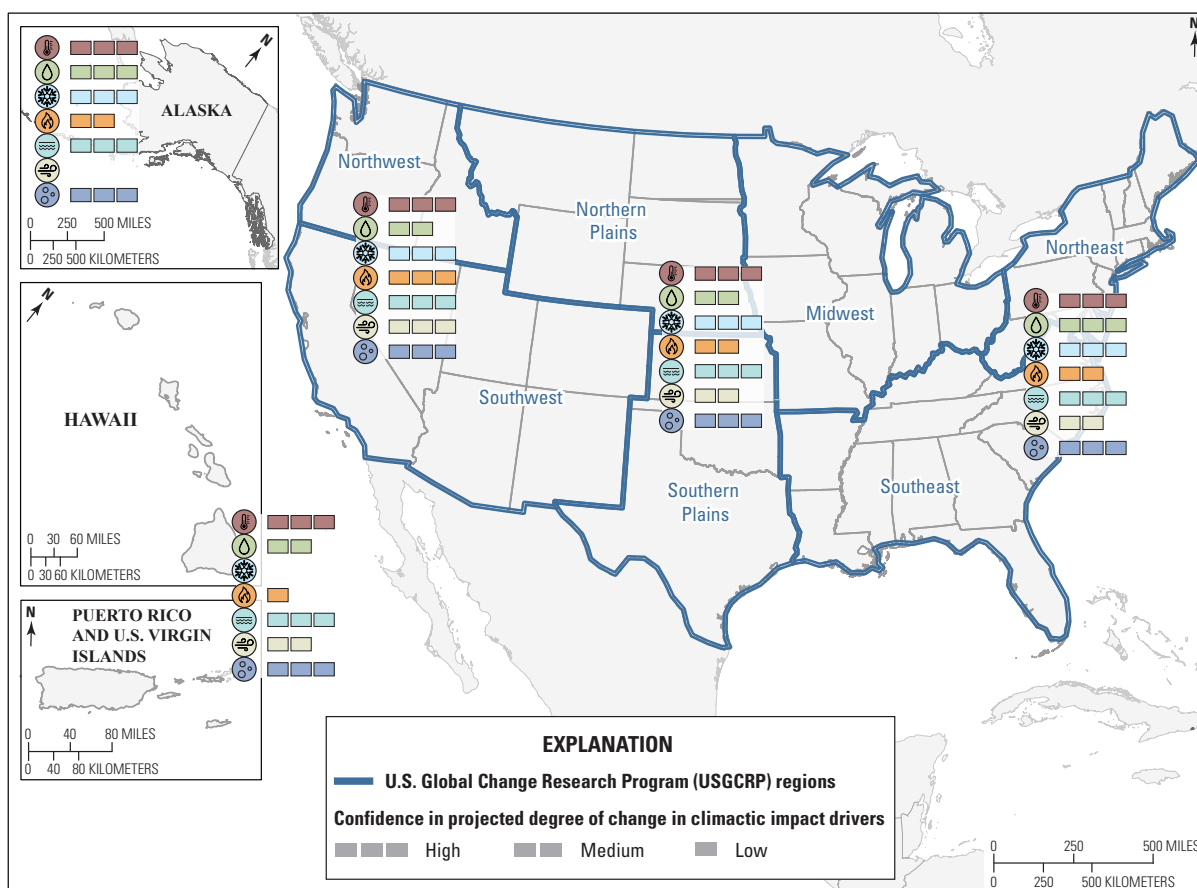 N
ALASKA
0 250 500 MILES
0 250 500 KILOMETERS
N
HAWAII
0 30 60 MILES
0 30 60 KILOMETERS
N
PUERTO RICO
AND U.S. VIRGIN
ISLANDS
0 40 80 MILES
0 40 80 KILOMETERS
N
Northwest
Northern
Plains
Northeast
Midwest
Southwest
Southern
Plains
Southeast
EXPLANATION
U.S. Global Change Research Program (USGCRP) regions
Confidence in projected degree of change in climactic impact drivers
High Medium Low
0 250 500 MILES
0 250 500 KILOMETERS